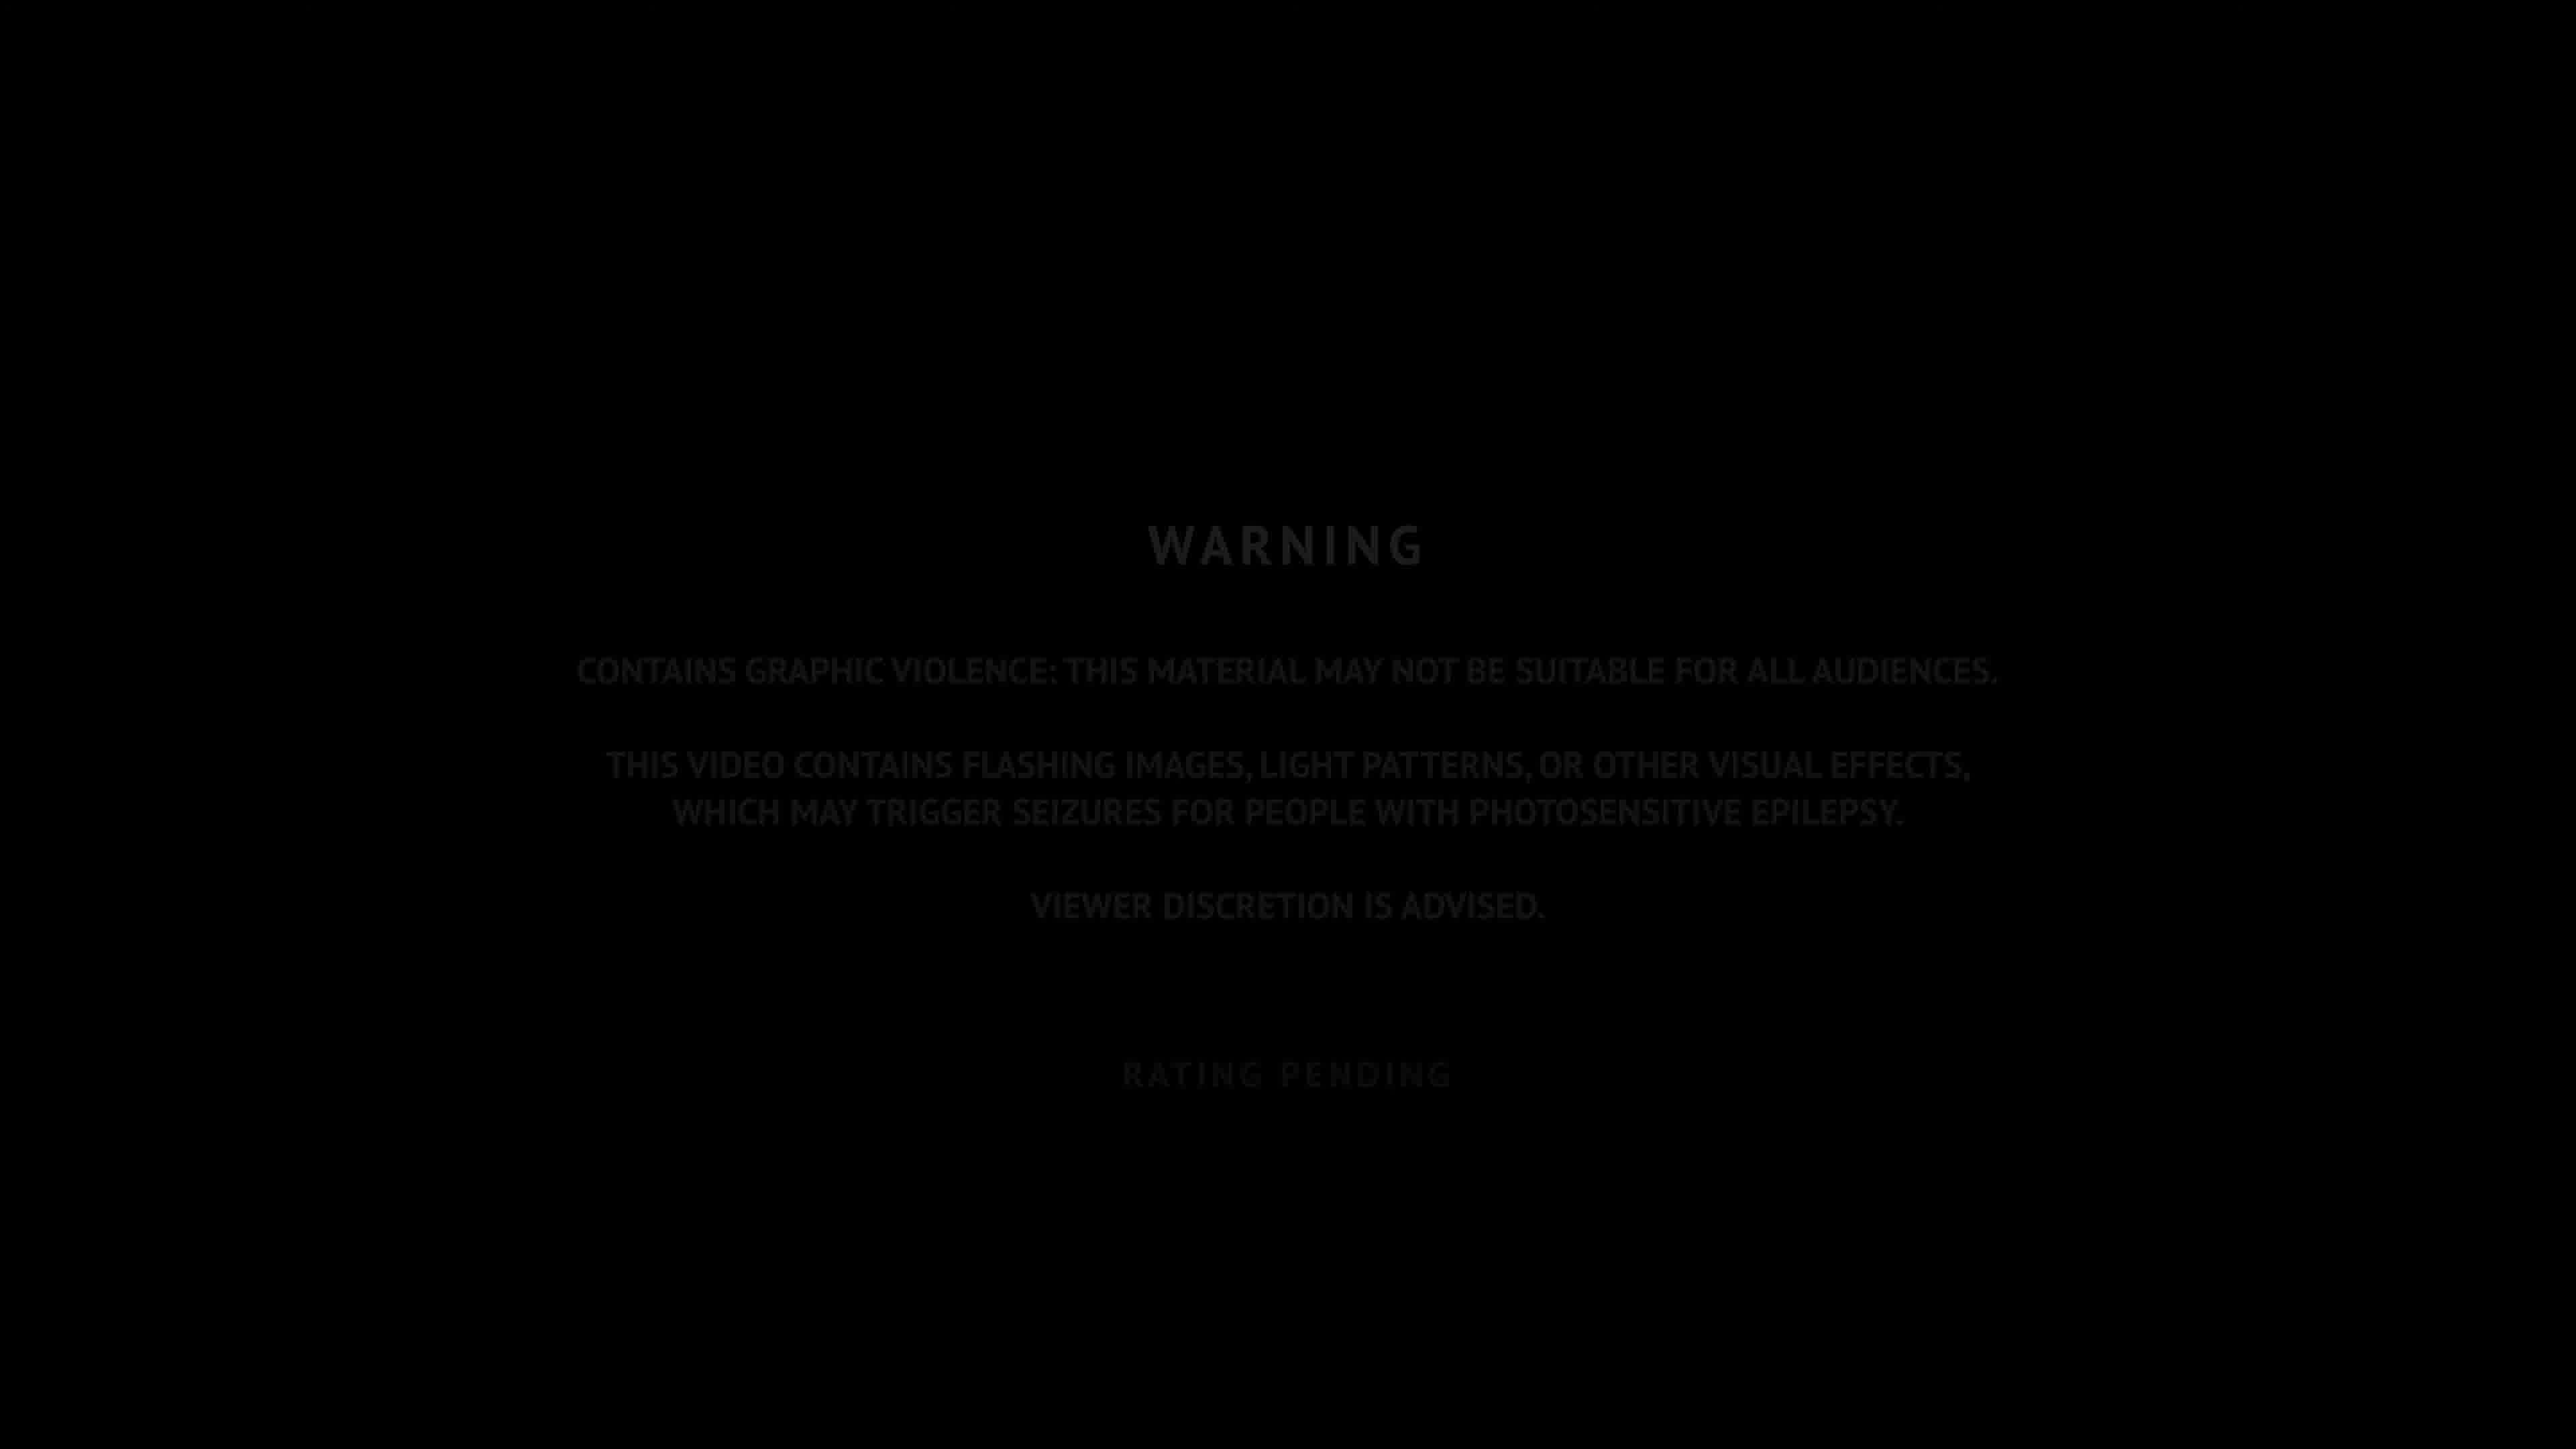 WARNING
CONTAINS GRAPHIC VIOLENCE: THIS MATERIAL MAY NOT BE SUITABLE FOR ALL AUDIENCES.
THIS VIDEO CONTAINS FLASHING IMAGES, LIGHT PATTERNS, OR OTHER VISUAL EFFECTS,
WHICH MAY TRIGGER SEIZURES FOR PEOPLE WITH PHOTOSENSITIVE EPILEPSY.
VIEWER DISCRETION IS ADVISED.
RATING PENDING